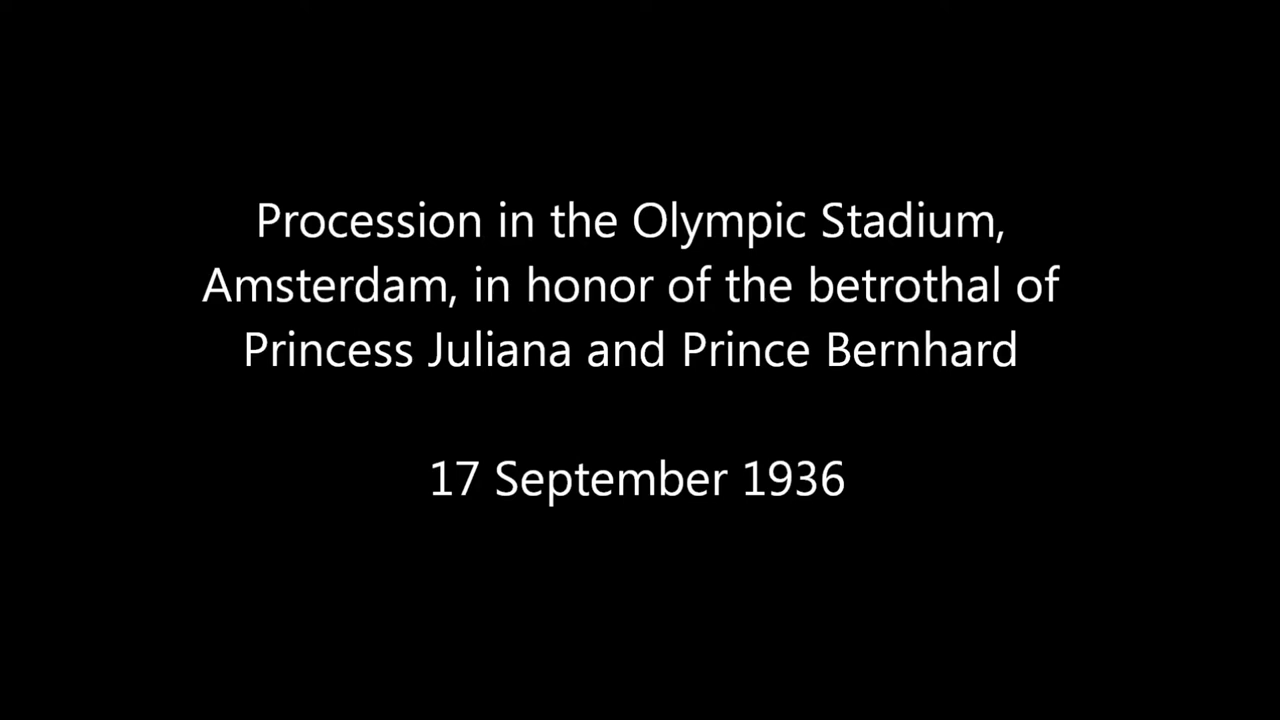 Procession in the Olympic Stadium,
Amsterdam, in honor of the betrothal of
Princess Juliana and Prince Bernhard
17 September 1936